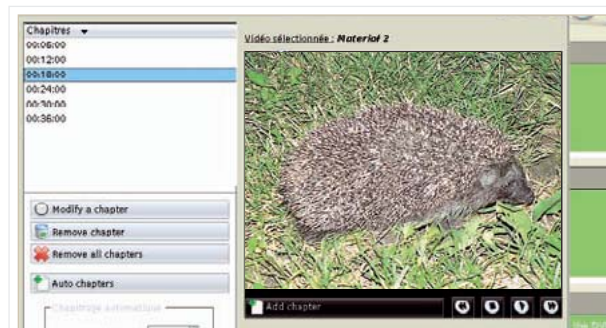 Chapitres
00:06:00
00:12:00
00:18:00
00:24:00
00:30:00
00:36:00
Modify a chapter
Remove chapter
Remove all chapters
Auto chapters
Chapitrage automatique
Vidéo sélectionnée : Material 2
Add chapter